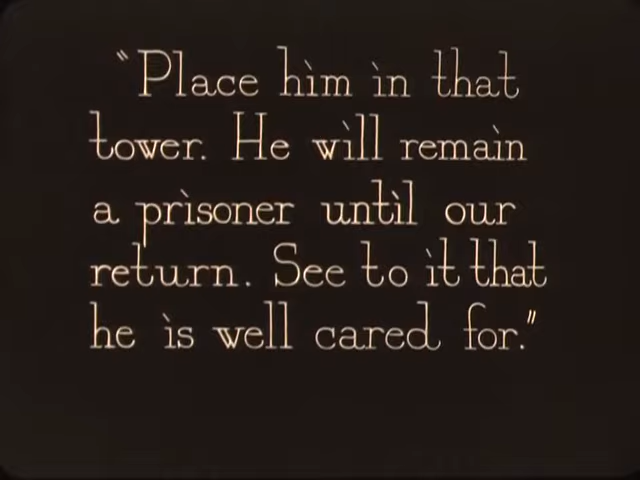 "Place him in that
tower. He will remain
a prisoner until our
return. See to it that
he is well cared for."